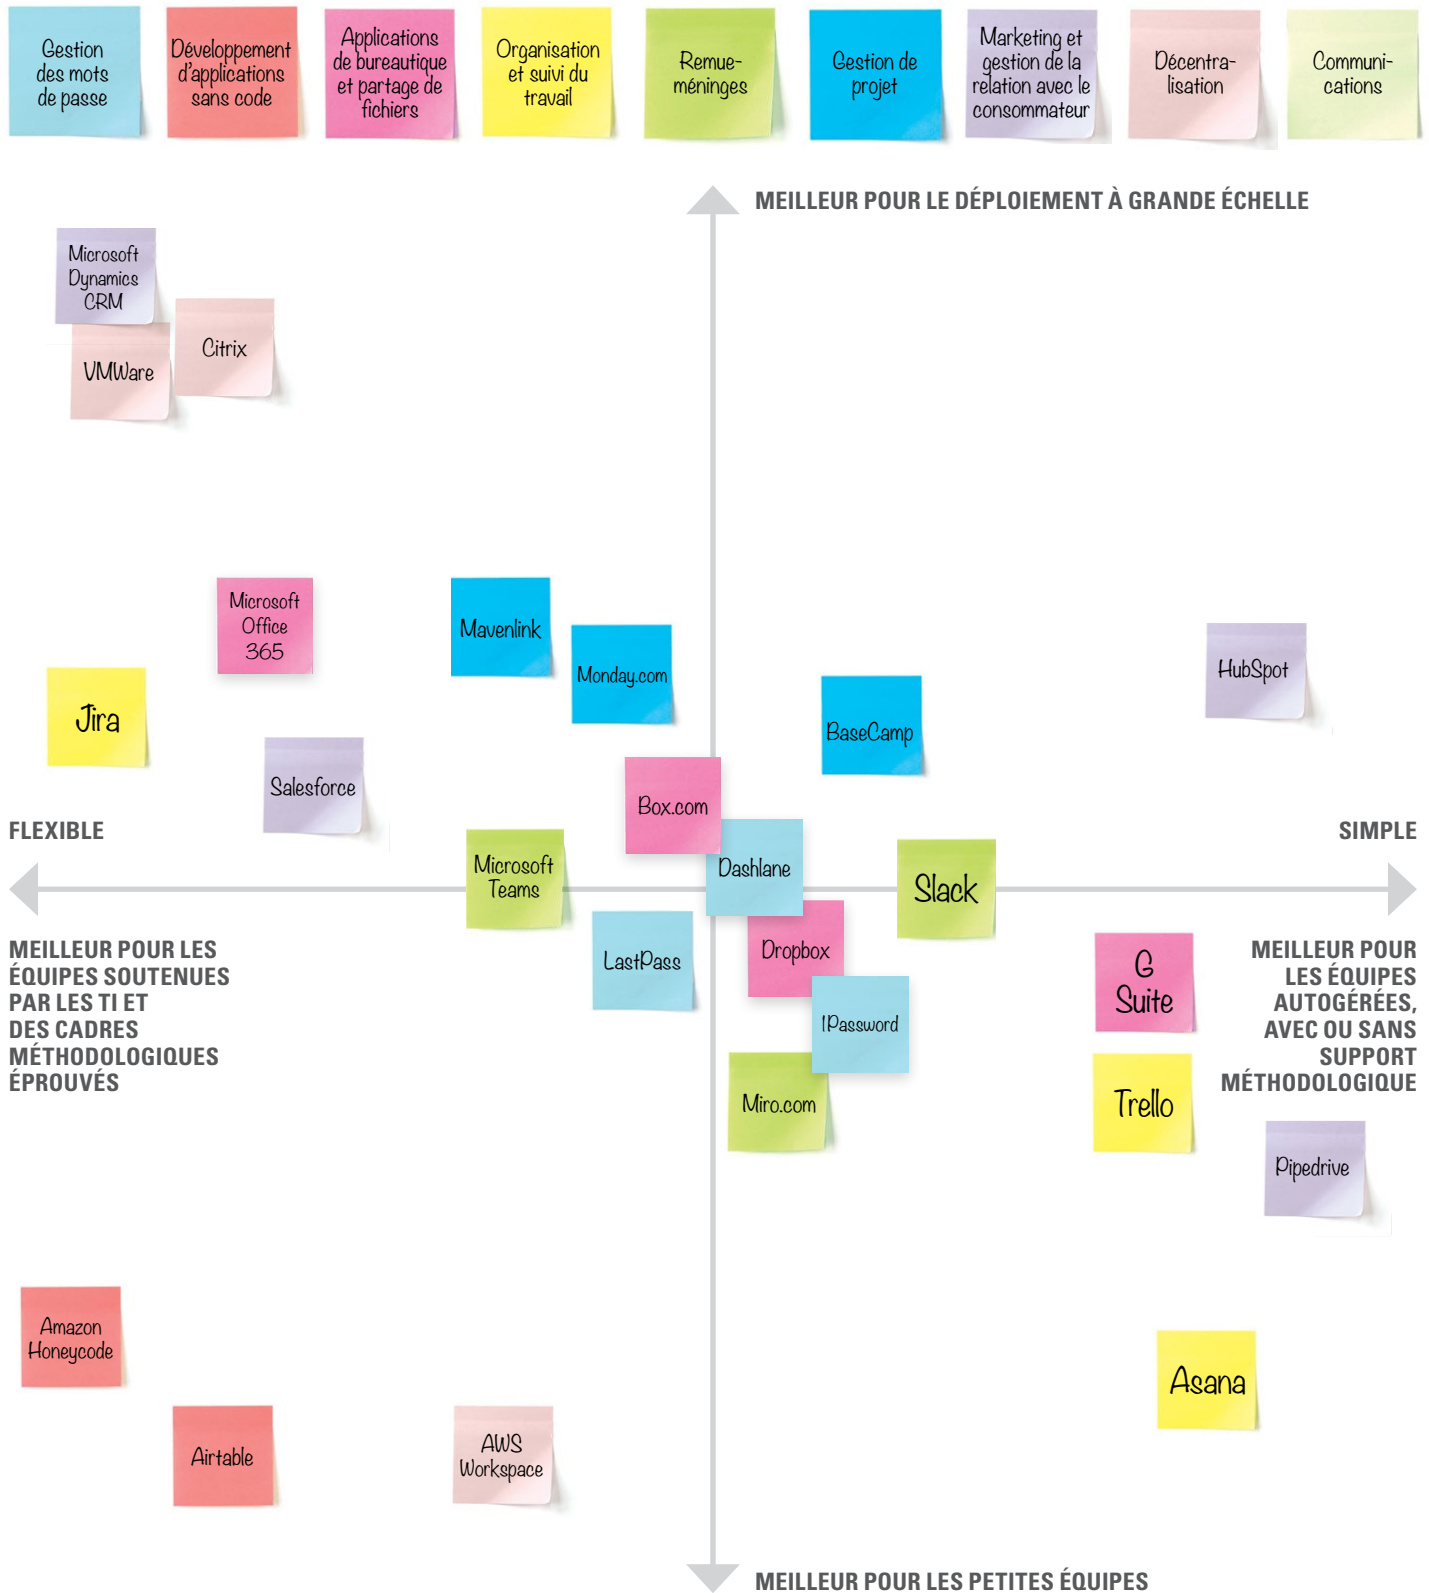 Gestion
des mots
de passe
Développement
d'applications
sans code
Applications
de bureautique
et partage de
fichiers
Organisation
et suivi du
travail
Remue-
méninges
Gestion de
projet
Marketing et
gestion de la
relation avec le
consommateur
Décentra-
lisation
Communi-
cations
MEILLEUR POUR LE DÉPLOIEMENT À GRANDE ÉCHELLE
Microsoft
Dynamics
CRM
Citrix
VMWare
Microsoft
Office
365
Mavenlink
Monday.com
HubSpot
Jira
BaseCamp
Salesforce
Box.com
FLEXIBLE
SIMPLE
Microsoft
Teams
Dashlane
Slack
MEILLEUR POUR LES
ÉQUIPES SOUTENUES
PAR LES TI ET
DES CADRES
MÉTHODOLOGIQUES
ÉPROUVÉS
LastPass
Dropbox
G
Suite
MEILLEUR POUR
LES ÉQUIPES
AUTOGÉRÉES,
AVEC OU SANS
SUPPORT
MÉTHODOLOGIQUE
1Password
Miro.com
Trello
Pipedrive
Amazon
Honeycode
Asana
Airtable
AWS
Workspace
MEILLEUR POUR LES PETITES ÉQUIPES